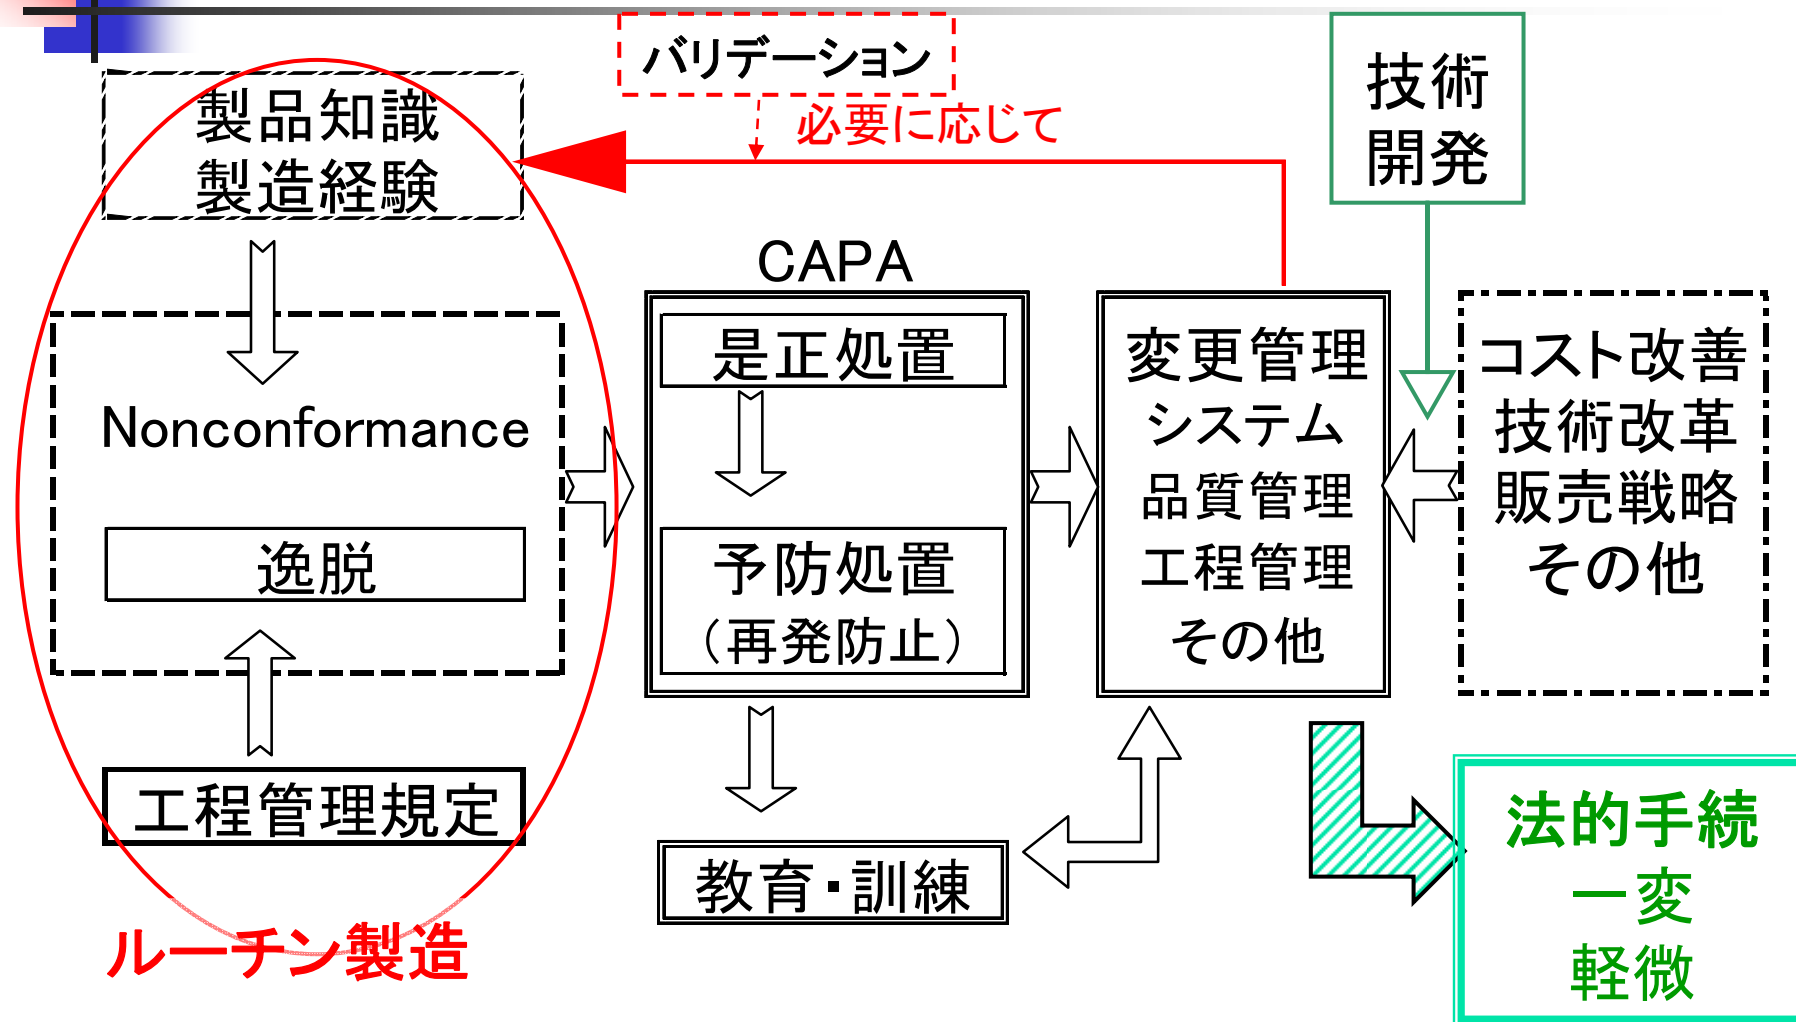 バリデーション
必要に応じて
技術
開発
製品知識
製造経験
CAPA
Nonconformance
逸脱
工程管理規定
ルーチン製造
是正処置
予防処置
（再発防止）
教育・訓練
変更管理
システム
品質管理
工程管理
その他
コスト改善
技術改革
販売戦略
その他
法的手続
一変
軽微